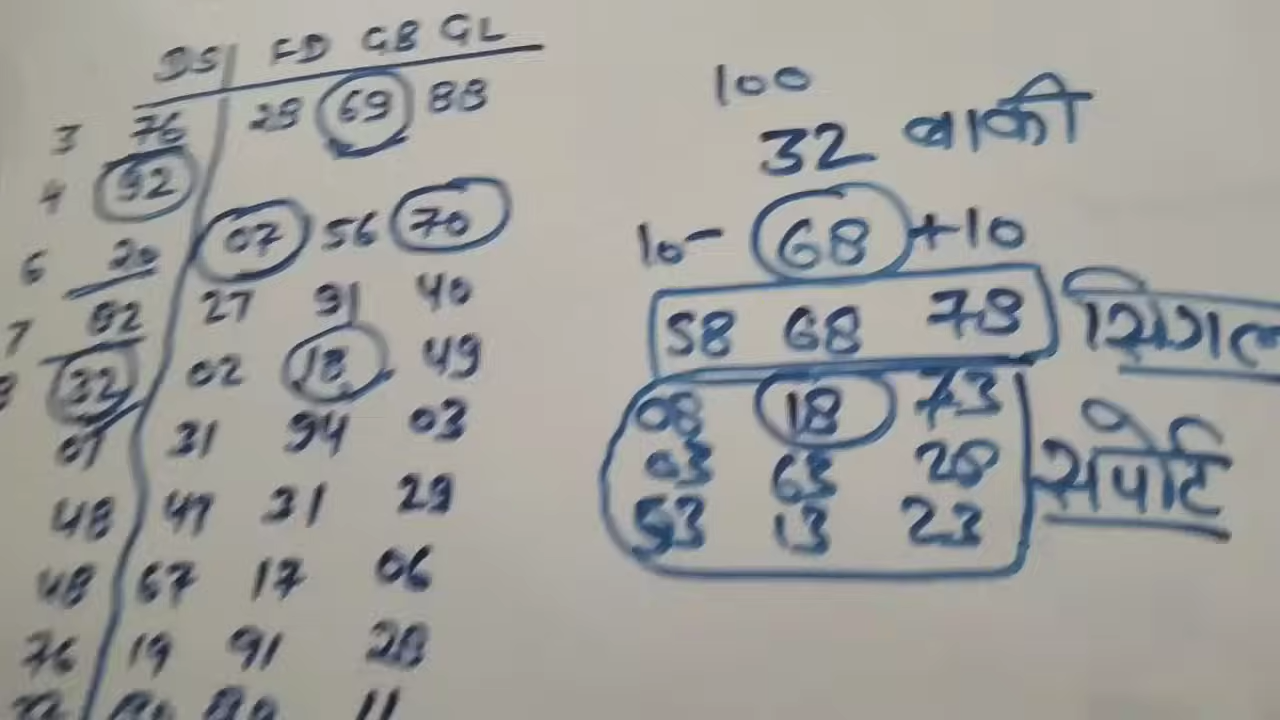 DS FD GB GL
3 76 28 69 88
4 92
6 20 07 56 70
7 82 27 91 40
32 02 18 49
07 31 94 03
48 47 31 29
48 67 17 06
76 19 91 28
11
100
32 बाकी
10- 68 +10
58 68 78 सिंगल
08 18 73
03 63 28 सपोर्ट
53 13 23